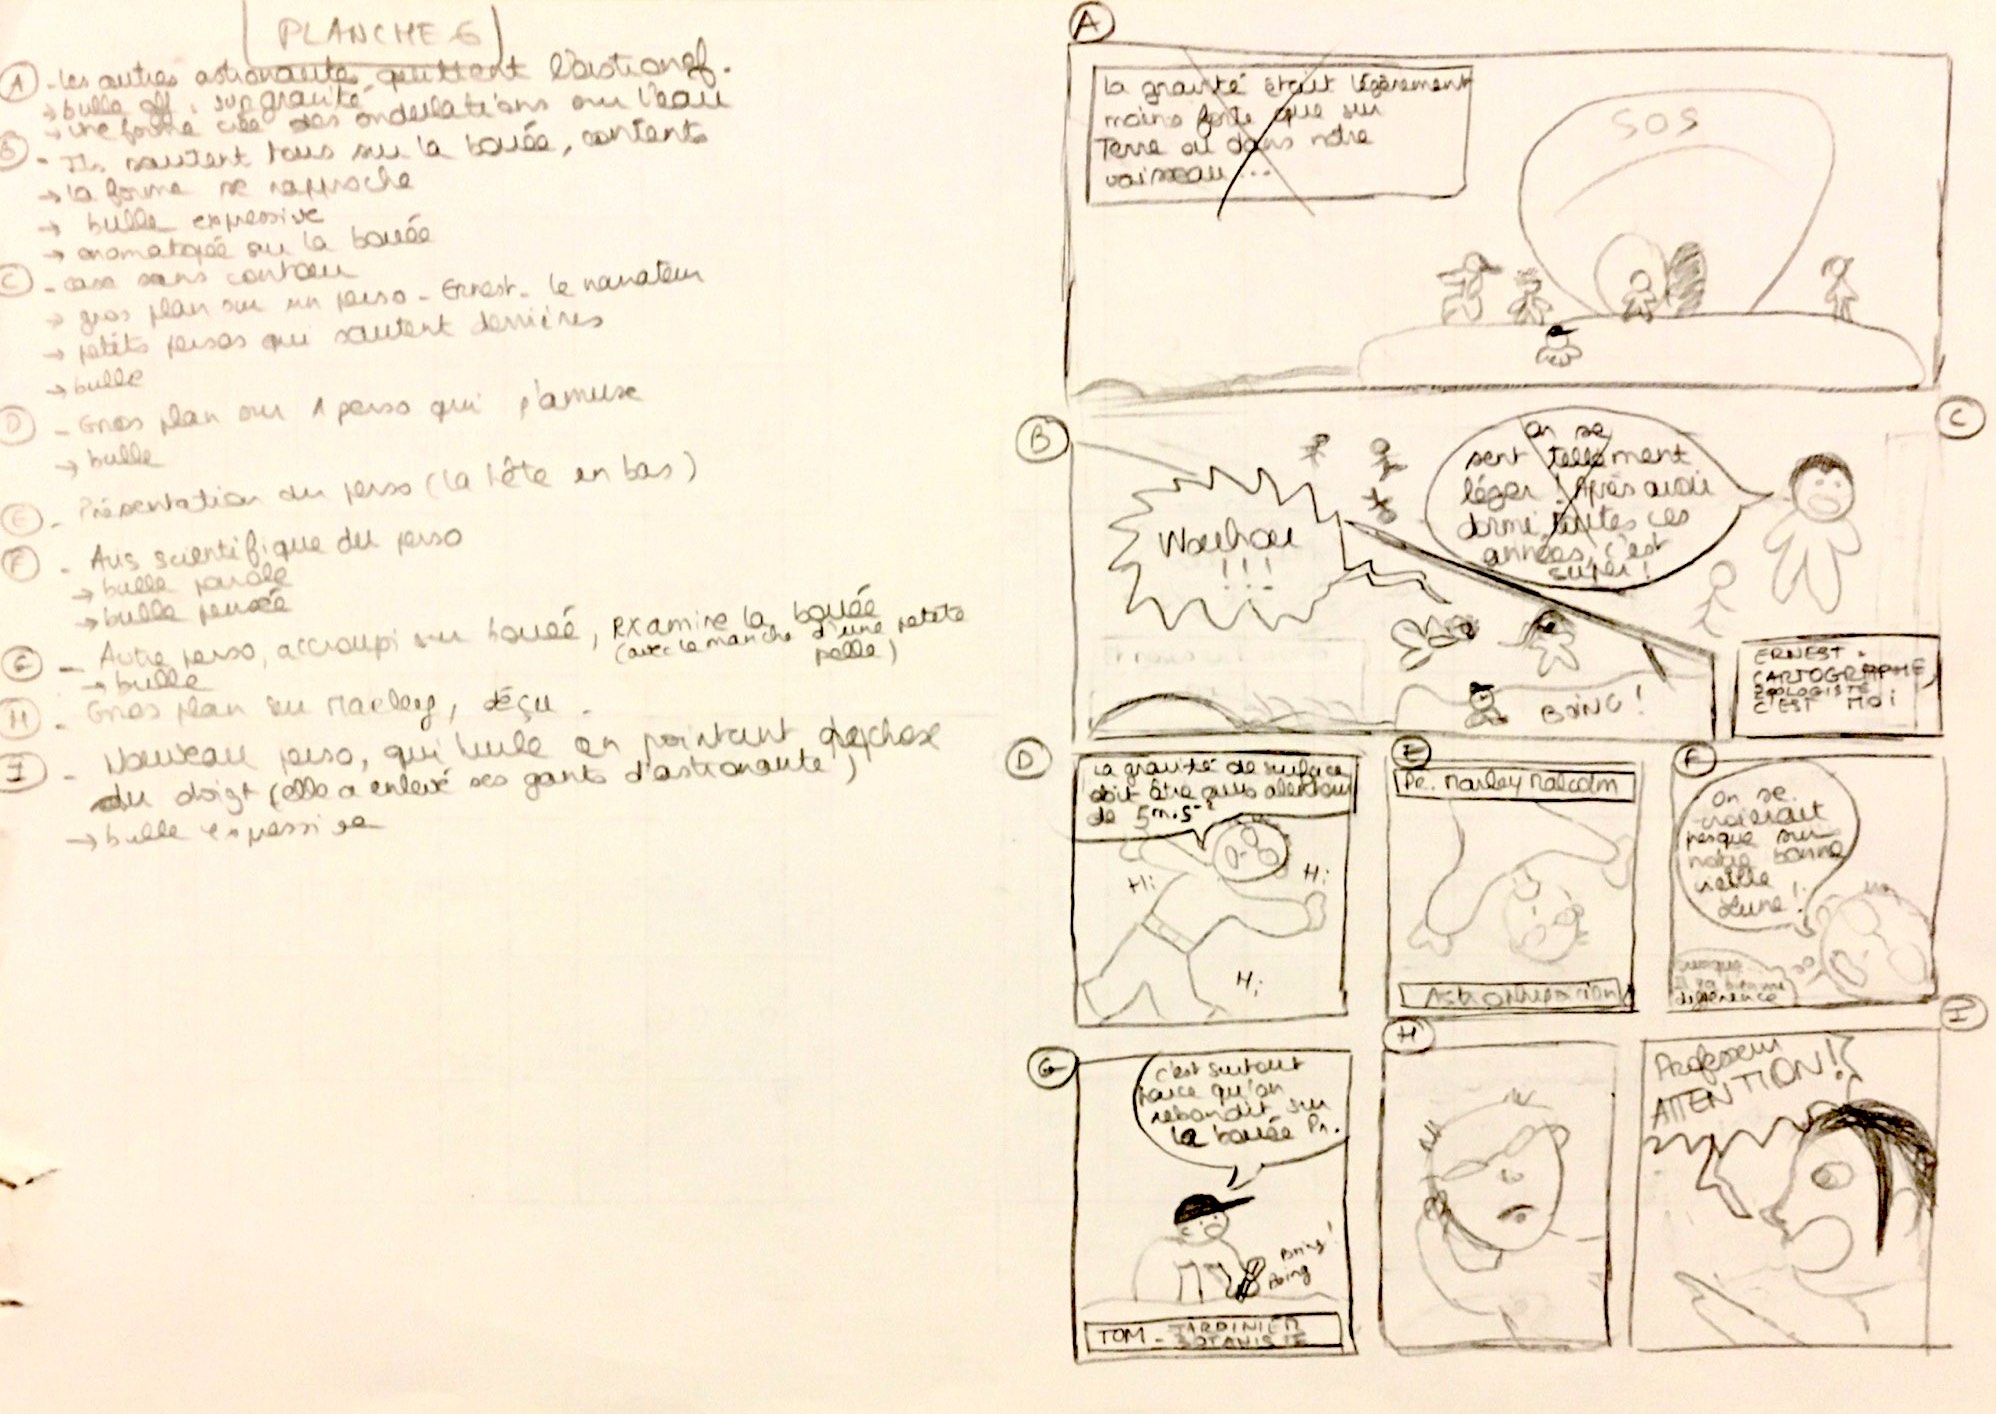 PLANCHE 6
A - Les autres astronautes quittent l'astronef.
→ bulle off : sur gravité
→ une forme crée des ondulations sur l'eau
B - Ils sautent tous sur la bouée, contents
→ la forme se rapproche
→ bulle expressive
→ onomatopée sur la bouée
C - case sans contour
→ gros plan sur un perso - Ernest - le narrateur
→ petits persos qui sautent derrières
→ bulle
D - Gros plan sur 1 perso qui s'amuse
→ bulle
E - Présentation du perso (la tête en bas)
F - Avis scientifique du perso
→ bulle parole
→ bulle pensée
G - Autre perso, accroupi sur bouée, examine la bouée
(avec le manche d'une petite
pelle)
→ bulle
H - Gros plan sur Marley, déçu.
I - Nouveau perso, qui hurle en pointant qqchose
du doigt (elle a enlevé ses gants d'astronaute)
→ bulle expressive
A
La gravité était légèrement
moins forte que sur
Terre ou dans notre
vaisseau...
SOS
B
Wouhou
!!!
BOING !
C
On se
sent tellement
léger ! Après avoir
dormi toutes ces
années, c'est
super !
ERNEST -
CARTOGRAPHE,
ZOOLOGISTE
C'EST MOI
D
La gravité de surface
doit être aux alentours
de 5 m.s⁻²
Hi
Hi
Hi
E
Pr. Marley Malcolm
Astrophysicien
F
On se
croirait
presque sur
notre bonne
vieille
Lune !
différence
G
C'est surtout
parce qu'on
rebondit sur
la bouée Pr.
Boing !
Boing
TOM - JARDINIER
BOTANISTE
H
I
Professeur
ATTENTION !